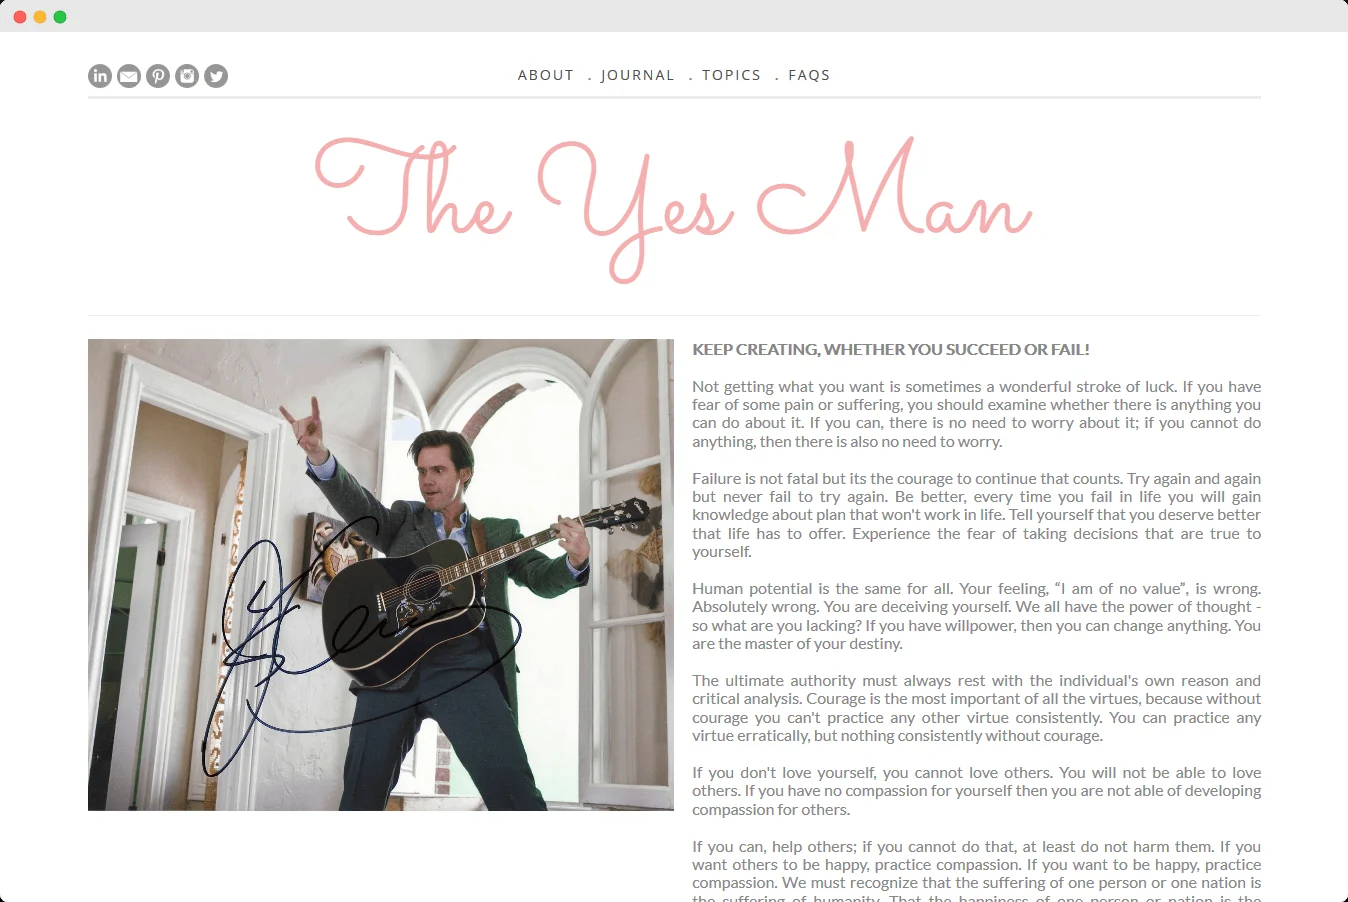 ABOUT . JOURNAL . TOPICS . FAQS
The Yes Man
KEEP CREATING, WHETHER YOU SUCCEED OR FAIL!
Not getting what you want is sometimes a wonderful stroke of luck. If you have
fear of some pain or suffering, you should examine whether there is anything you
can do about it. If you can, there is no need to worry about it; if you cannot do
anything, then there is also no need to worry.
Failure is not fatal but its the courage to continue that counts. Try again and again
but never fail to try again. Be better, every time you fail in life you will gain
knowledge about plan that won't work in life. Tell yourself that you deserve better
that life has to offer. Experience the fear of taking decisions that are true to
yourself.
Human potential is the same for all. Your feeling, “I am of no value”, is wrong.
Absolutely wrong. You are deceiving yourself. We all have the power of thought -
so what are you lacking? If you have willpower, then you can change anything. You
are the master of your destiny.
The ultimate authority must always rest with the individual's own reason and
critical analysis. Courage is the most important of all the virtues, because without
courage you can't practice any other virtue consistently. You can practice any
virtue erratically, but nothing consistently without courage.
If you don't love yourself, you cannot love others. You will not be able to love
others. If you have no compassion for yourself then you are not able of developing
compassion for others.
If you can, help others; if you cannot do that, at least do not harm them. If you
want others to be happy, practice compassion. If you want to be happy, practice
compassion. We must recognize that the suffering of one person or one nation is
the suffering of humanity. That the happiness of one person or nation is the